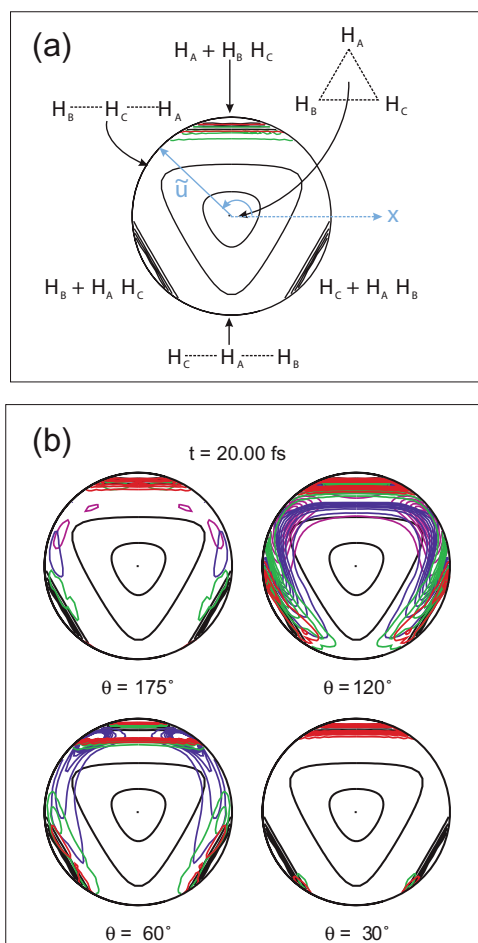 (a)
H_A + H_B H_C
H_A
H_B H_C H_A
H_B H_C
ũ
x
H_B + H_A H_C
H_C + H_A H_B
H_C H_A H_B
(b)
t = 20.00 fs
θ = 175° θ = 120°
θ = 60° θ = 30°